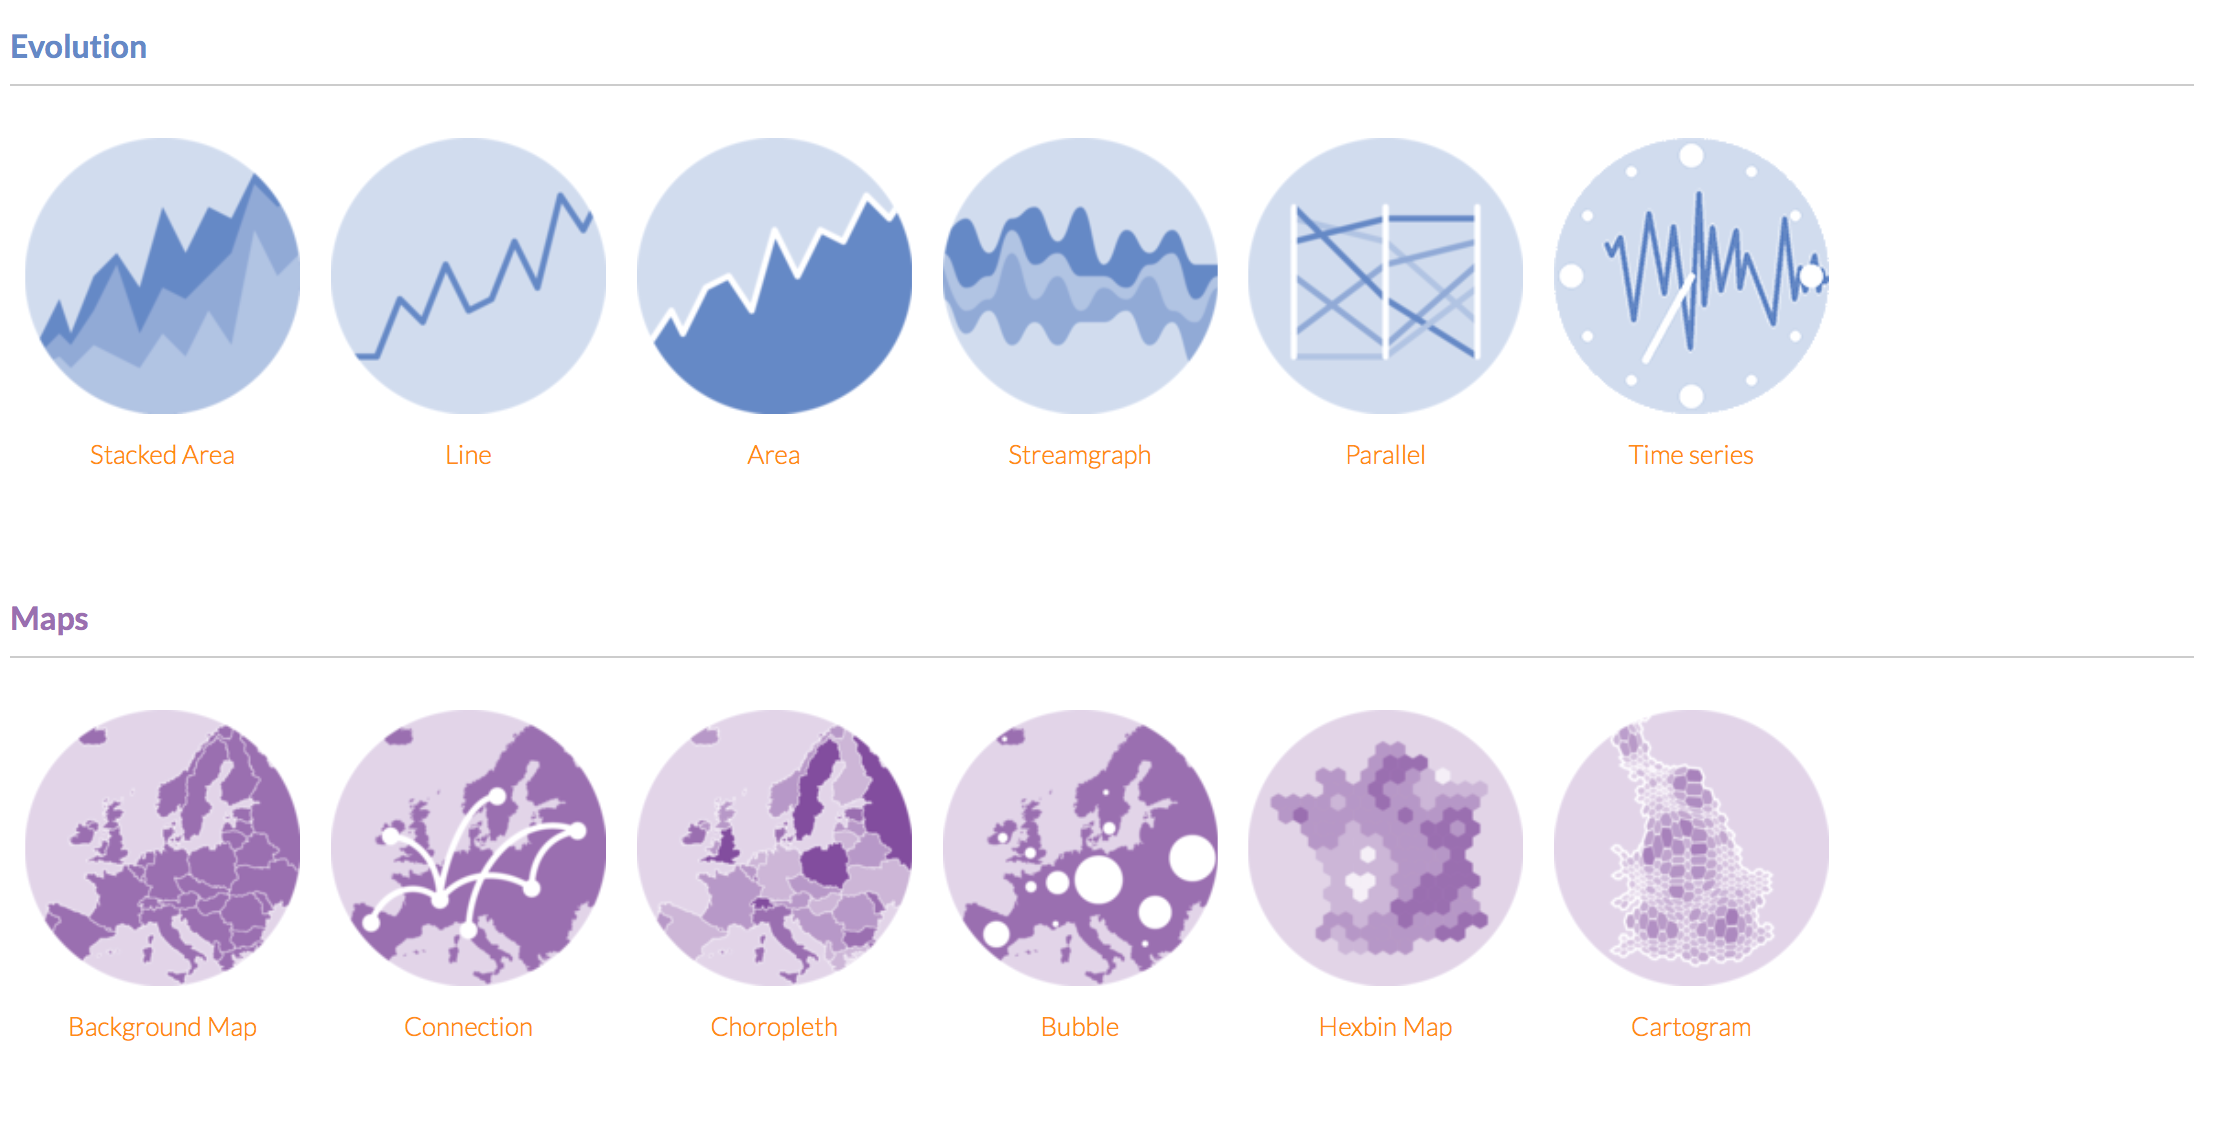 Evolution
Stacked Area
Line
Area
Streamgraph
Parallel
Time series
Maps
Background Map
Connection
Choropleth
Bubble
Hexbin Map
Cartogram